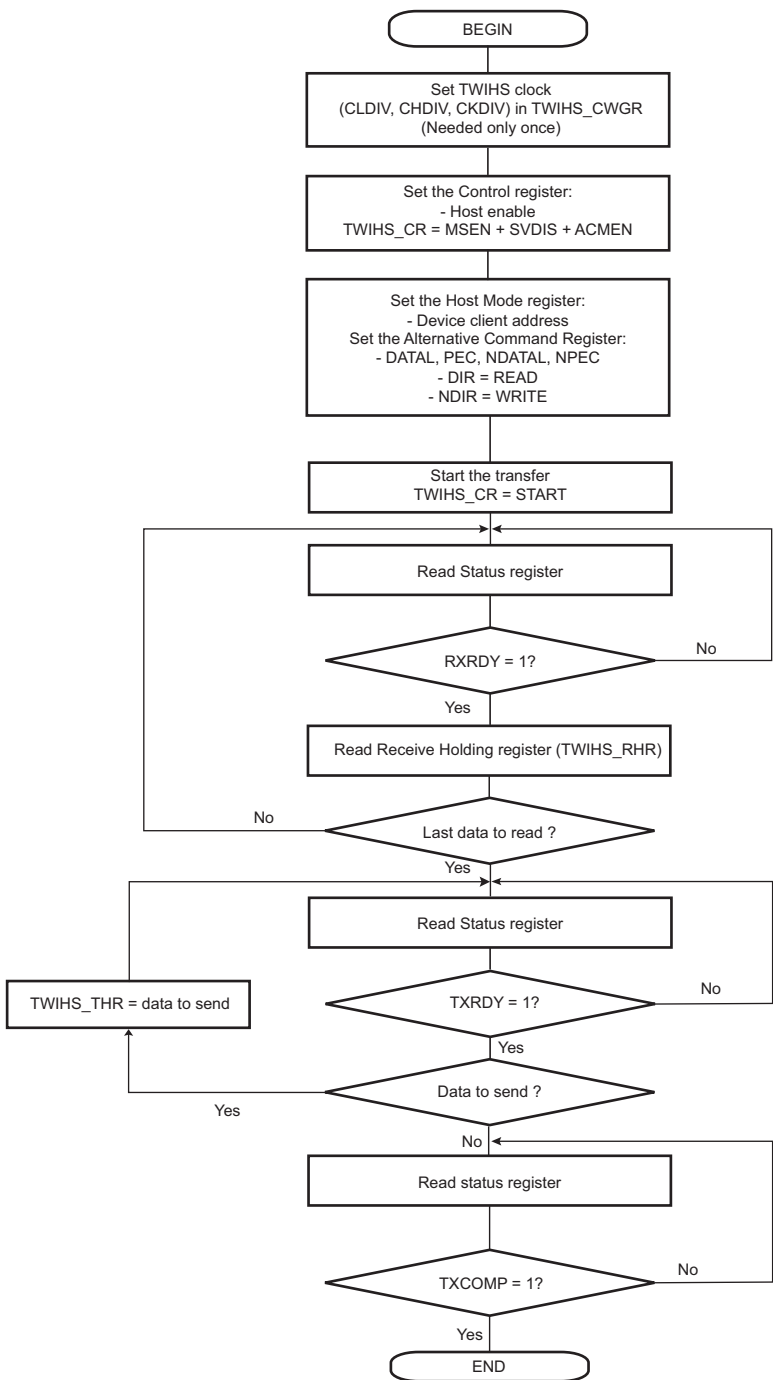 BEGIN
Set TWIHS clock
(CLDIV, CHDIV, CKDIV) in TWIHS_CWGR
(Needed only once)
Set the Control register:
- Host enable
TWIHS_CR = MSEN + SVDIS + ACMEN
Set the Host Mode register:
- Device client address
Set the Alternative Command Register:
- DATAL, PEC, NDATAL, NPEC
- DIR = READ
- NDIR = WRITE
Start the transfer
TWIHS_CR = START
Read Status register
RXRDY = 1?
No
Yes
Read Receive Holding register (TWIHS_RHR)
No
Last data to read ?
Yes
Read Status register
TWIHS_THR = data to send
TXRDY = 1?
No
Yes
Data to send ?
Yes
No
Read status register
TXCOMP = 1?
No
Yes
END